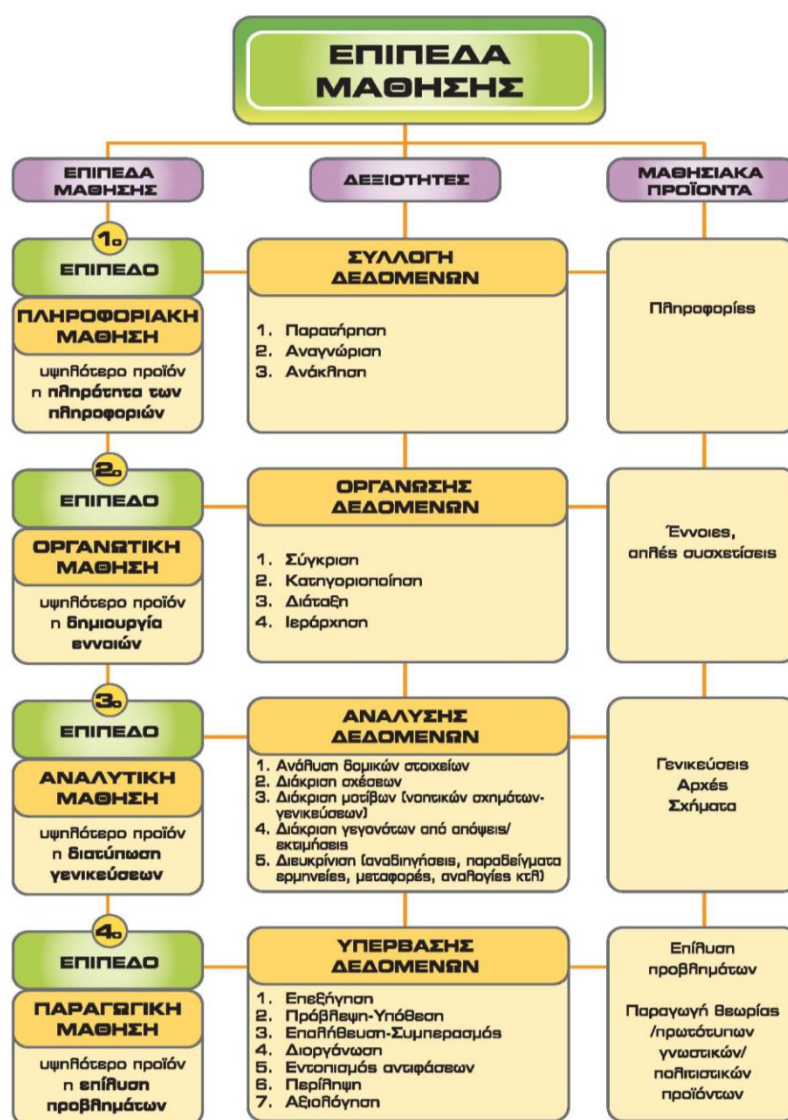 ΕΠΙΠΕΔΑ
ΜΑΘΗΣΗΣ
ΕΠΙΠΕΔΑ
ΜΑΘΗΣΗΣ
ΔΕΞΙΟΤΗΤΕΣ
ΜΑΘΗΣΙΑΚΑ
ΠΡΟΪΟΝΤΑ
1ο
ΕΠΙΠΕΔΟ
ΠΛΗΡΟΦΟΡΙΑΚΗ
ΜΑΘΗΣΗ
υψηλότερο προϊόν
η πληρότητα των
πληροφοριών
ΣΥΛΛΟΓΗ
ΔΕΔΟΜΕΝΩΝ
1. Παρατήρηση
2. Αναγνώριση
3. Ανάκληση
Πληροφορίες
2ο
ΕΠΙΠΕΔΟ
ΟΡΓΑΝΩΤΙΚΗ
ΜΑΘΗΣΗ
υψηλότερο προϊόν
η δημιουργία
εννοιών
ΟΡΓΑΝΩΣΗΣ
ΔΕΔΟΜΕΝΩΝ
1. Σύγκριση
2. Κατηγοριοποίηση
3. Διάταξη
4. Ιεράρχηση
Έννοιες,
απλές συσχετίσεις
3ο
ΕΠΙΠΕΔΟ
ΑΝΑΛΥΤΙΚΗ
ΜΑΘΗΣΗ
υψηλότερο προϊόν
η διατύπωση
γενικεύσεων
ΑΝΑΛΥΣΗΣ
ΔΕΔΟΜΕΝΩΝ
1. Ανάλυση δομικών στοιχείων
2. Διάκριση σχέσεων
3. Διάκριση μοτίβων (νοητικών σχημάτων-
γενικεύσεων)
4. Διάκριση γεγονότων από απόψεις/
εκτιμήσεις
5. Διευκρίνιση (αναδιηγήσεις, παραδείγματα
ερμηνείες, μεταφορές, αναλογίες κτλ)
Γενικεύσεις
Αρχές
Σχήματα
4ο
ΕΠΙΠΕΔΟ
ΠΑΡΑΓΩΓΙΚΗ
ΜΑΘΗΣΗ
υψηλότερο προϊόν
η επίλυση
προβλημάτων
ΥΠΕΡΒΑΣΗΣ
ΔΕΔΟΜΕΝΩΝ
1. Επεξήγηση
2. Πρόβλεψη-Υπόθεση
3. Επαλήθευση-Συμπερασμός
4. Διοργάνωση
5. Εντοπισμός αντιφάσεων
6. Περίληψη
7. Αξιολόγηση
Επίλυση
προβλημάτων
Παραγωγή θεωρίας
/πρωτότυπων
γνωστικών/
πολιτιστικών
προϊόντων